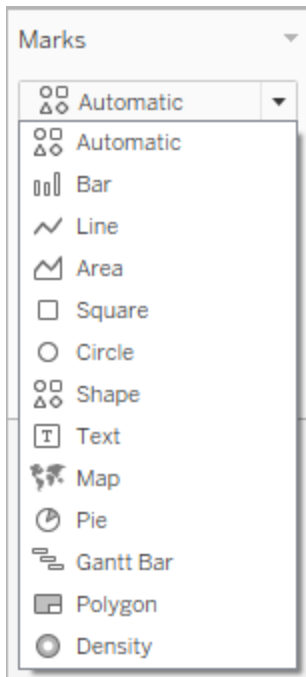 Marks
Automatic
Automatic
Bar
Line
Area
Square
Circle
Shape
T Text
Map
Pie
Gantt Bar
Polygon
Density